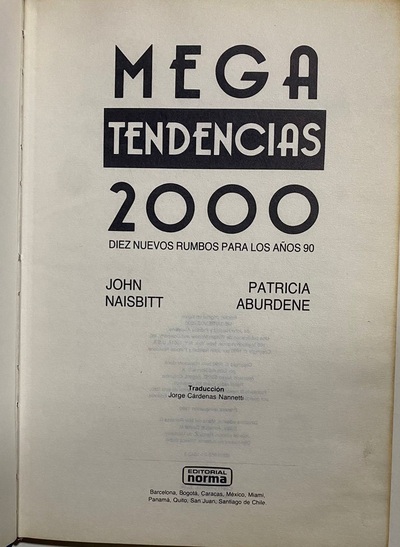 MEGA
TENDENCIAS
2000
DIEZ NUEVOS RUMBOS PARA LOS AÑOS 90
JOHN
NAISBITT
PATRICIA
ABURDENE
Traducción
Jorge Cárdenas Nannetti
EDITORIAL
norma
Barcelona, Bogotá, Caracas, México, Miami,
Panamá, Quito, San Juan, Santiago de Chile